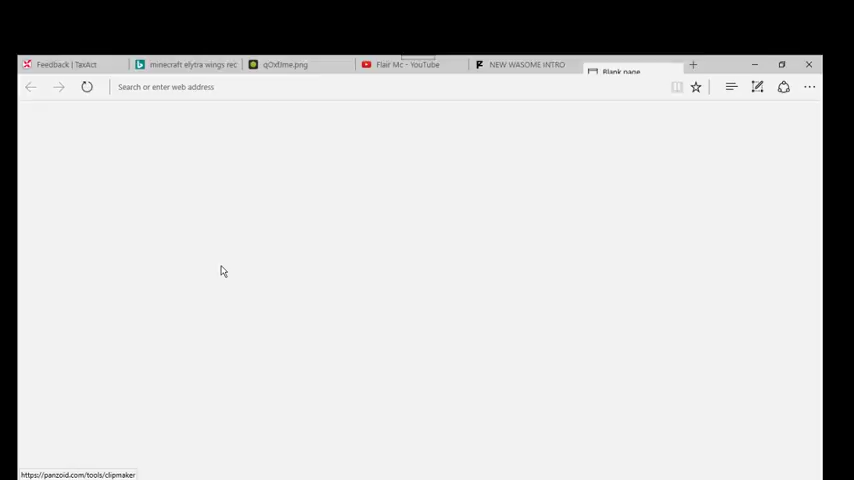 Feedback | TaxAct
minecraft elytra wings rec
qOxtIme.png
Flair Mc - YouTube
NEW WASOME INTRO
Blank page
Search or enter web address
https://panzoid.com/tools/clipmaker